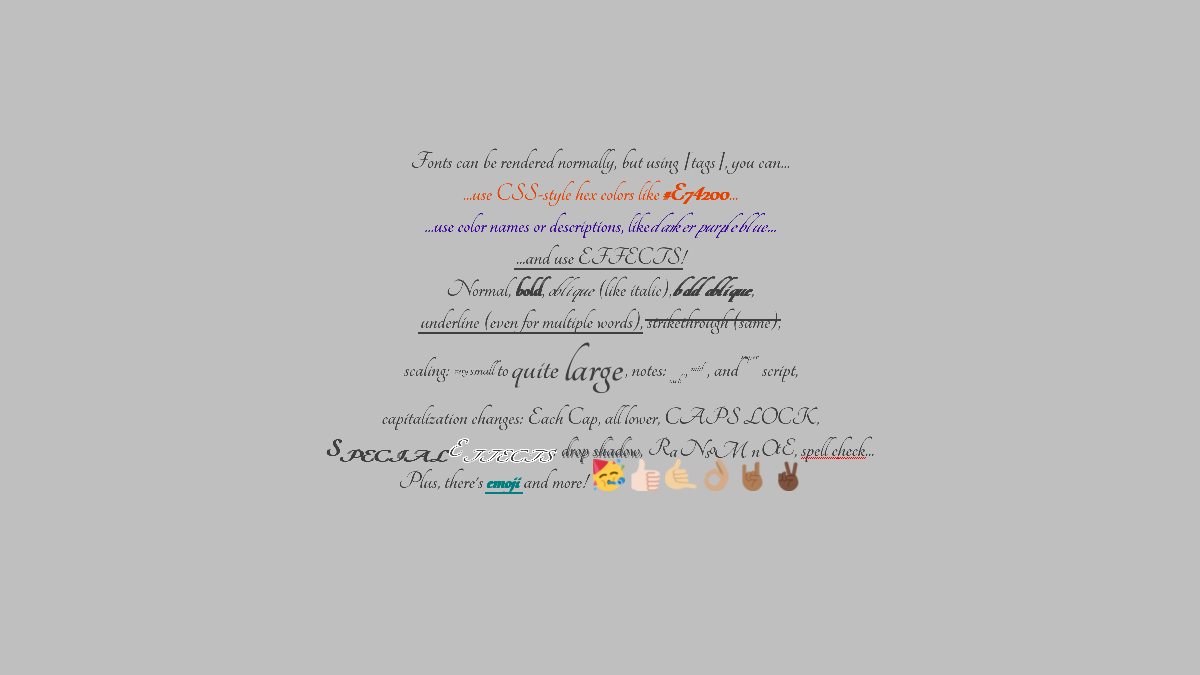 Fonts can be rendered normally, but using [tags], you can...
...use CSS-style hex colors like #E74200...
...use color names or descriptions, like darker purple blue...
...and use EFFECTS!
Normal, bold, oblique (like italic), bold oblique,
underline (even for multiple words), strikethrough (same),
scaling: very small to quite large, notes: sub, mid, and super script,
capitalization changes: Each Cap, all lower, CAPS LOCK,
SPECIAL EFFECTS drop shadow, RaNsOM nOtE, spell check...
Plus, there's emoji and more! 🥳👍🏻🤙🏼👌🏽🤘🏾✌🏿